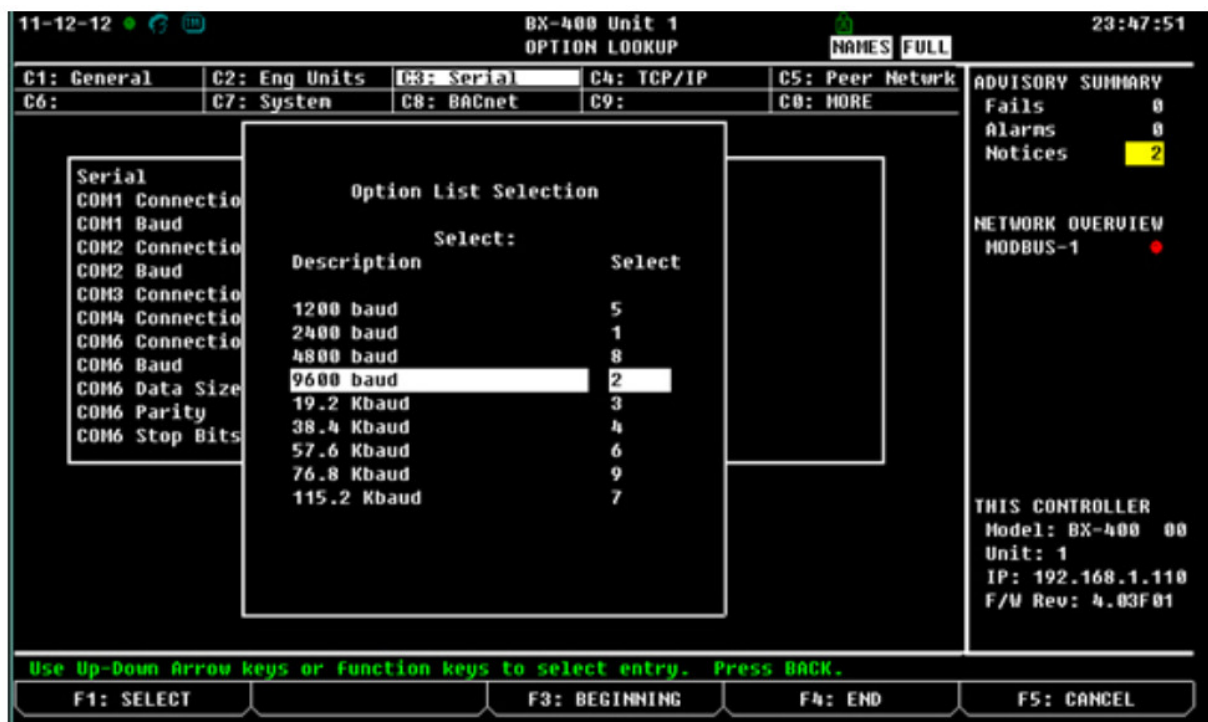 11-12-12 BX-400 Unit 1 23:47:51
OPTION LOOKUP NAMES FULL
C1: General C2: Eng Units C3: Serial C4: TCP/IP C5: Peer Netwrk
C6: C7: System C8: BACnet C9: C0: MORE
ADVISORY SUMMARY
Fails 0
Alarms 0
Notices 2
NETWORK OVERVIEW
MODBUS-1
Serial
COM1 Connectio
COM1 Baud
COM2 Connectio
COM2 Baud
COM3 Connectio
COM4 Connectio
COM6 Connectio
COM6 Baud
COM6 Data Size
COM6 Parity
COM6 Stop Bits
Option List Selection
Select:
Description Select
1200 baud 5
2400 baud 1
4800 baud 8
9600 baud 2
19.2 Kbaud 3
38.4 Kbaud 4
57.6 Kbaud 6
76.8 Kbaud 9
115.2 Kbaud 7
THIS CONTROLLER
Model: BX-400 00
Unit: 1
IP: 192.168.1.110
F/W Rev: 4.03F01
Use Up-Down Arrow keys or function keys to select entry. Press BACK.
F1: SELECT F3: BEGINNING F4: END F5: CANCEL